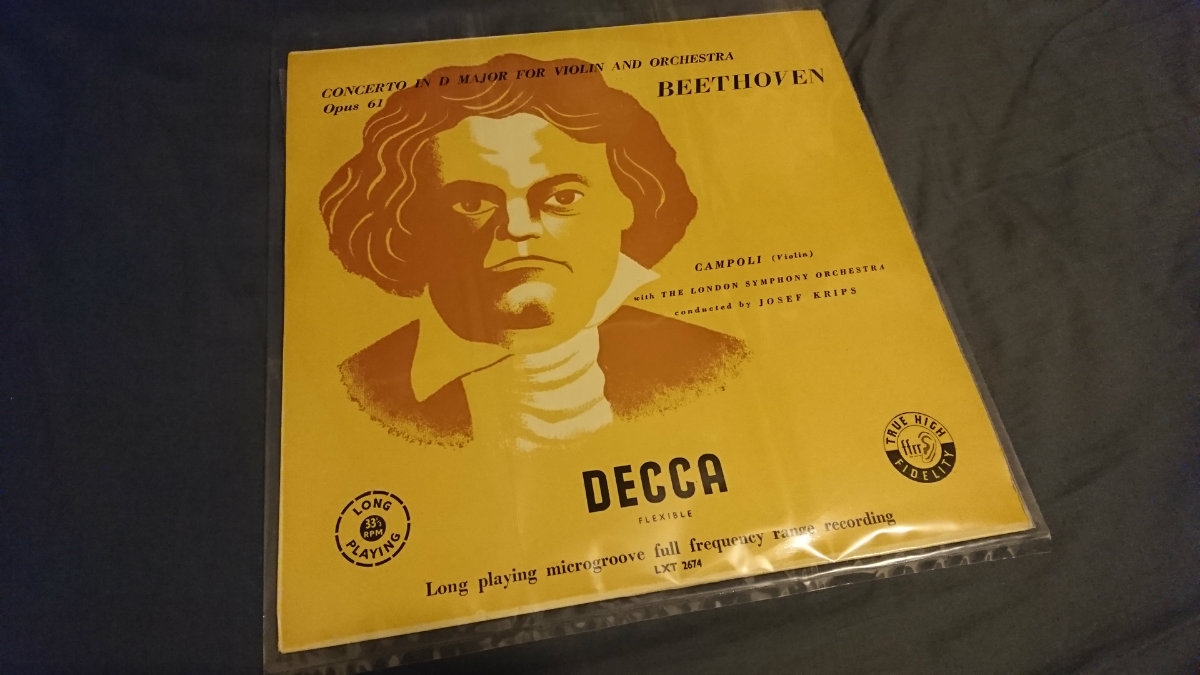 CONCERTO IN D MAJOR FOR VIOLIN AND ORCHESTRA
Opus 61
BEETHOVEN
CAMPOLI (Violin)
with THE LONDON SYMPHONY ORCHESTRA
conducted by JOSEF KRIPS
TRUE HIGH
ffrr
FIDELITY
DECCA
FLEXIBLE
LONG
33⅓
RPM
PLAYING
Long playing microgroove full frequency range recording
LXT 2674